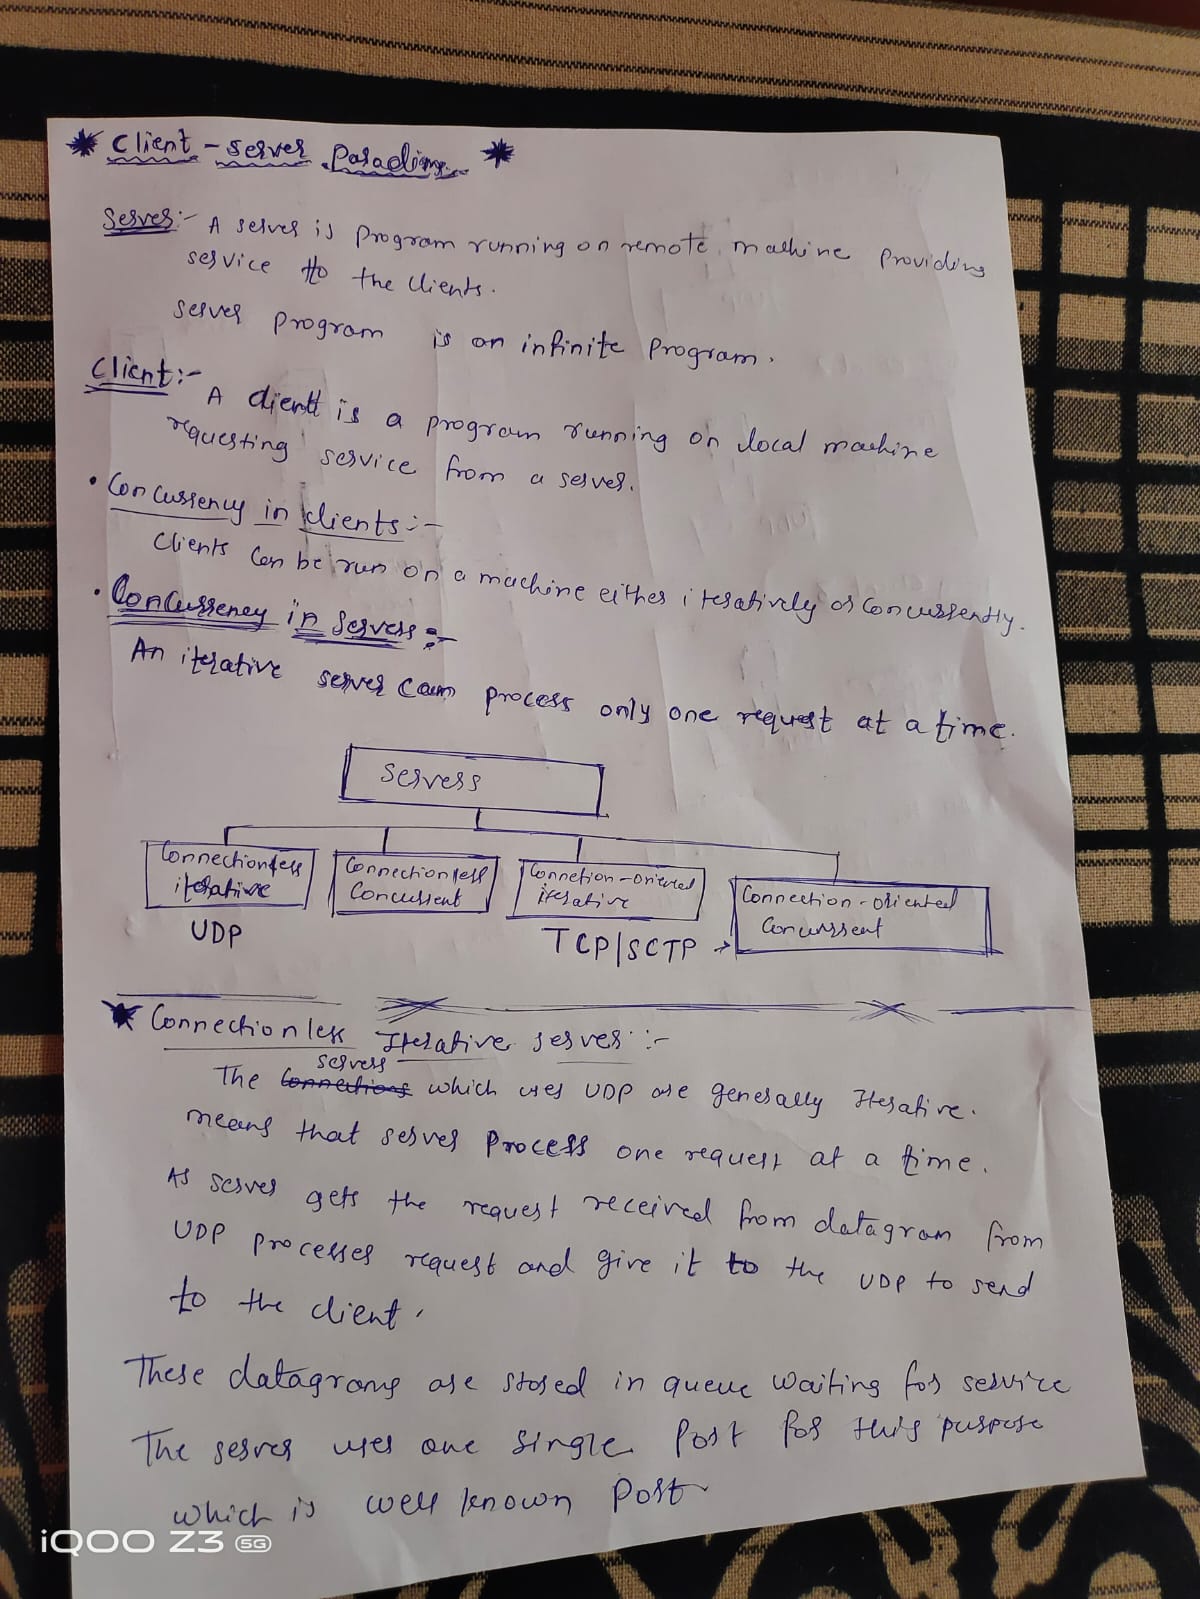 Client - Server Paradim
Server:- A server is program running on remote machine providing
service to the clients.
server program is an infinite program.
Client:-
A client is a program running on local machine
requesting service from a server.
• Concurrency in clients:-
Clients can be run on a machine either iteratively or concurrently.
• Concurrency in Servers:-
An iterative server can process only one request at a time.
Servers
Connectionless
iterative
Connectionless
Concurrent
Connetion-oriented
iterative
Connection-oriented
Concurrent
UDP
TCP/SCTP →
Connectionless Iterative server:-
servers
The Connections which uses UDP are generally Iterative.
means that server process one request at a time.
As server gets the request received from datagram from
UDP processes request and give it to the UDP to send
to the client.
These datagrams are stored in queue waiting for service
The server uses one single Port for this purpose
which is well known port
iQOO Z3 5G